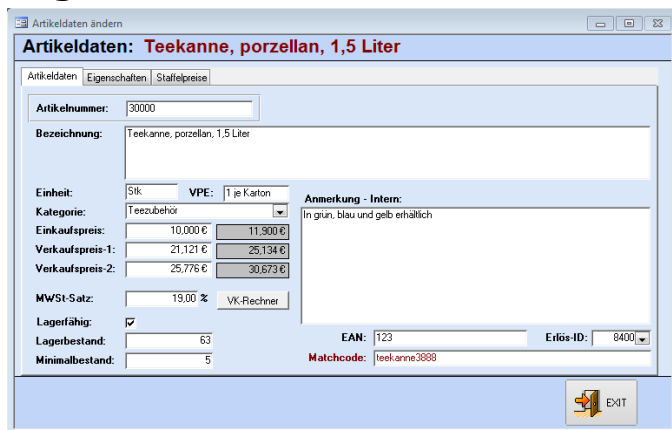 Artikeldaten ändern
Artikeldaten: Teekanne, porzellan, 1,5 Liter
Artikeldaten Eigenschaften Staffelpreise
Artikelnummer: 30000
Bezeichnung: Teekanne, porzellan, 1,5 Liter
Einheit: Stk VPE: 1 je Karton
Anmerkung - Intern:
Kategorie: Teezubehör
In grün, blau und gelb erhältlich
Einkaufspreis: 10,000 € 11,900 €
Verkaufspreis-1: 21,121 € 25,134 €
Verkaufspreis-2: 25,776 € 30,673 €
MWSt-Satz: 19,00 % VK-Rechner
Lagerfähig:
Lagerbestand: 63
EAN: 123 Erlös-ID: 8400
Minimalbestand: 5
Matchcode: teekanne3888
EXIT